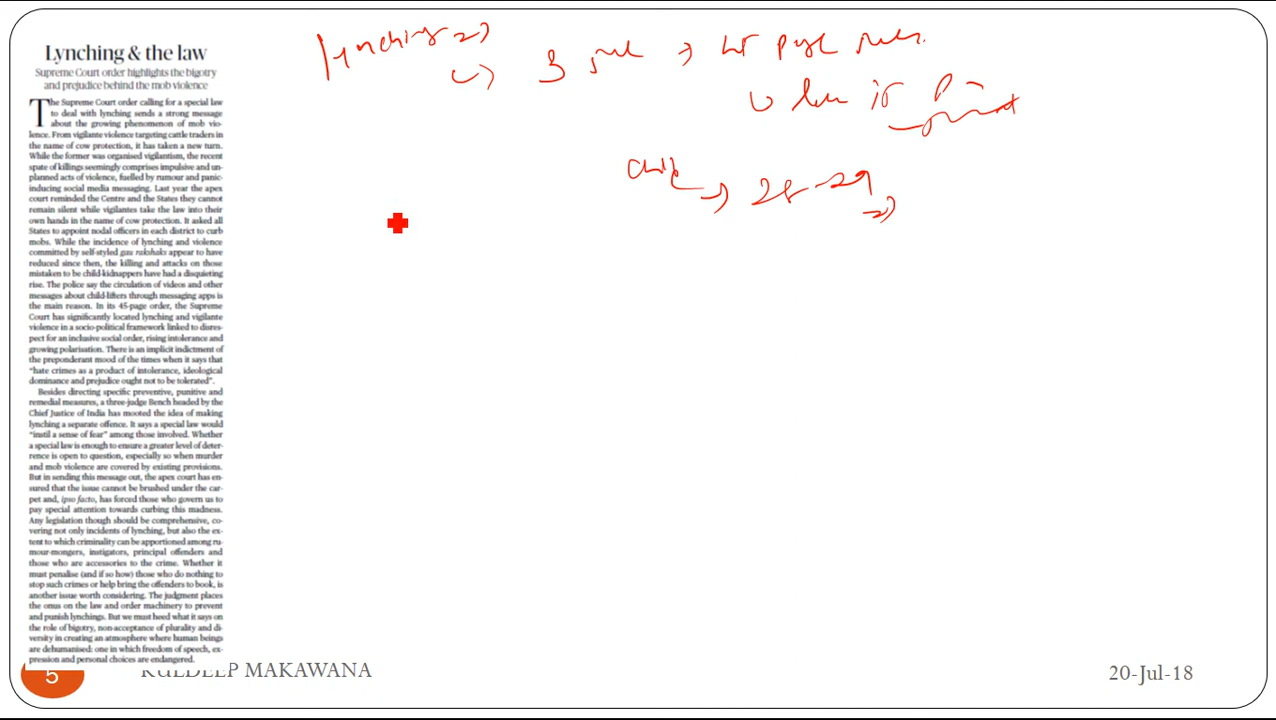 Lynching & the law
Supreme Court order highlights the bigotry
and prejudice behind the mob violence
The Supreme Court order calling for a special law
to deal with lynching sends a strong message
about the growing phenomenon of mob vio-
lence. From vigilante violence targeting cattle traders in
the name of cow protection, it has taken a new turn.
While the former was organised vigilantism, the recent
spate of killings seemingly comprises impulsive and un-
planned acts of violence, fuelled by rumour and panic-
inducing social media messaging. Last year the apex
court reminded the Centre and the States they cannot
remain silent while vigilantes take the law into their
own hands in the name of cow protection. It asked all
States to appoint nodal officers in each district to curb
mobs. While the incidence of lynching and violence
committed by self-styled gau rakshaks appear to have
reduced since then, the killing and attacks on those
mistaken to be child-kidnappers have had a disquieting
rise. The police say the circulation of videos and other
messages about child-lifters through messaging apps is
the main reason. In its 45-page order, the Supreme
Court has significantly located lynching and vigilante
violence in a socio-political framework linked to disres-
pect for an inclusive social order, rising intolerance and
growing polarisation. There is an implicit indictment of
the preponderant mood of the times when it says that
"hate crimes as a product of intolerance, ideological
dominance and prejudice ought not to be tolerated".
Besides directing specific preventive, punitive and
remedial measures, a three-judge Bench headed by the
Chief Justice of India has mooted the idea of making
lynching a separate offence. It says a special law would
"instil a sense of fear" among those involved. Whether
a special law is enough to ensure a greater level of deter-
rence is open to question, especially so when murder
and mob violence are covered by existing provisions.
But in sending this message out, the apex court has en-
sured that the issue cannot be brushed under the car-
pet and, ipso facto, has forced those who govern us to
pay special attention towards curbing this madness.
Any legislation though should be comprehensive, co-
vering not only incidents of lynching, but also the ex-
tent to which criminality can be apportioned among ru-
mour-mongers, instigators, principal offenders and
those who are accessories to the crime. Whether it
must penalise (and if so how) those who do nothing to
stop such crimes or help bring the offenders to book, is
another issue worth considering. The judgment places
the onus on the law and order machinery to prevent
and punish lynchings. But we must heed what it says on
the role of bigotry, non-acceptance of plurality and di-
versity in creating an atmosphere where human beings
are dehumanised: one in which freedom of speech, ex-
pression and personal choices are endangered.
lynching
3
child 28-29
5
KULDEEP MAKAWANA
20-Jul-18